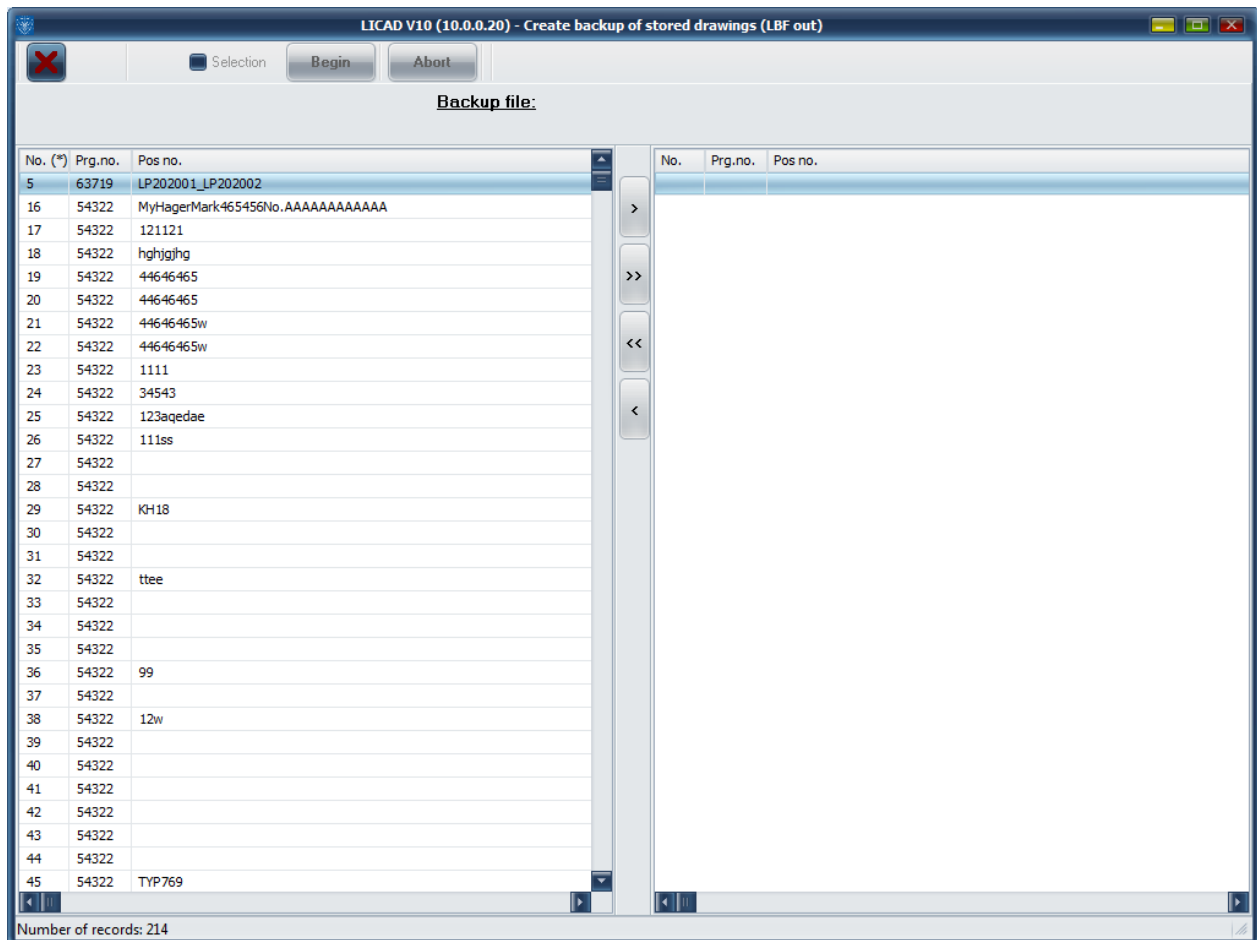 LICAD V10 (10.0.0.20) - Create backup of stored drawings (LBF out)
Selection Begin Abort
Backup file:
No. (*) Prg.no. Pos no. No. Prg.no. Pos no.
5 63719 LP202001_LP202002
16 54322 MyHagerMark465456No.AAAAAAAAAAAA
17 54322 121121
18 54322 hghjgjhg
19 54322 44646465
20 54322 44646465
21 54322 44646465w
22 54322 44646465w
23 54322 1111
24 54322 34543
25 54322 123aqedae
26 54322 111ss
27 54322
28 54322
29 54322 KH18
30 54322
31 54322
32 54322 ttee
33 54322
34 54322
35 54322
36 54322 99
37 54322
38 54322 12w
39 54322
40 54322
41 54322
42 54322
43 54322
44 54322
45 54322 TYP769
>
>>
<<
<
Number of records: 214